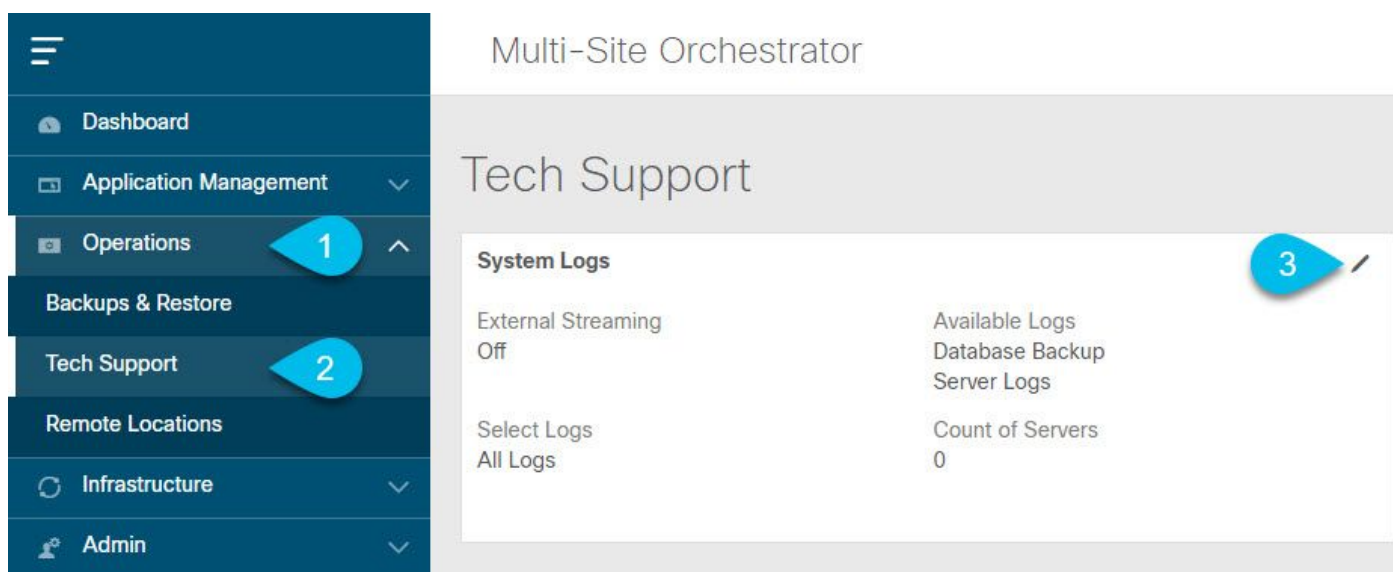 Multi-Site Orchestrator
Dashboard
Application Management
Operations
1
Backups & Restore
Tech Support
2
Remote Locations
Infrastructure
Admin
Tech Support
System Logs
3
External Streaming
Off
Available Logs
Database Backup
Server Logs
Select Logs
All Logs
Count of Servers
0